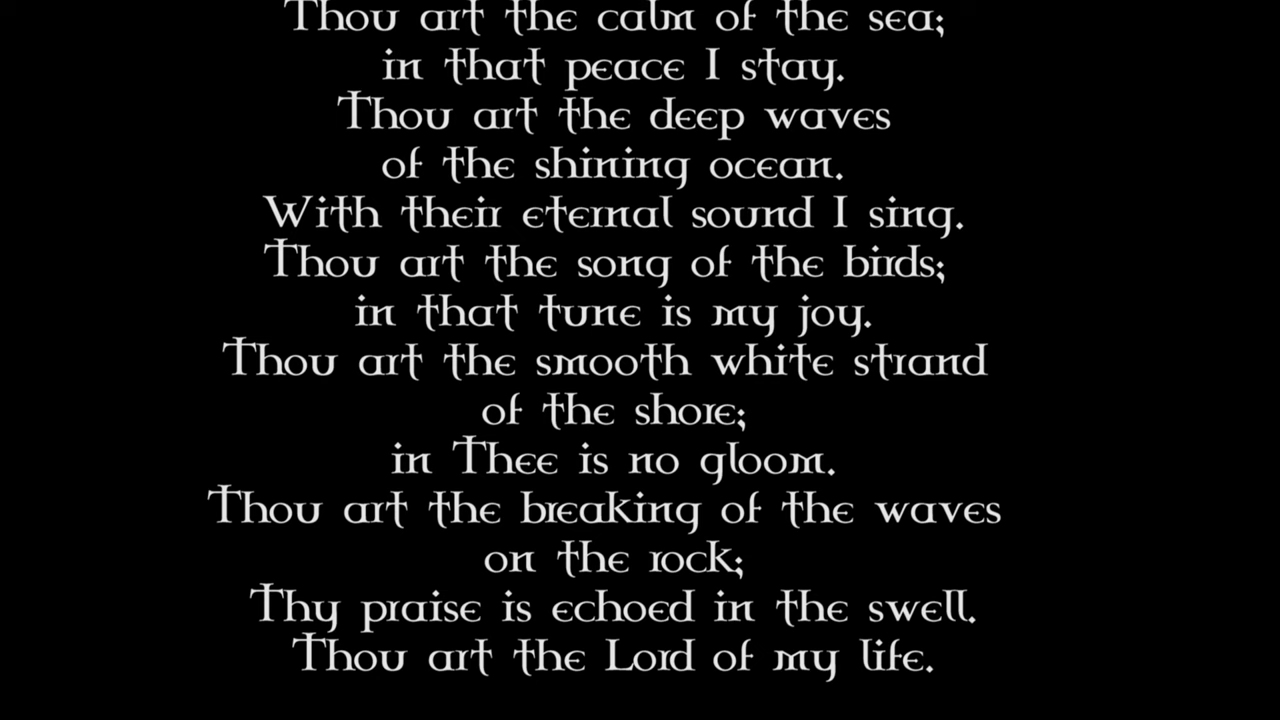 Thou art the calm of the sea;
in that peace I stay.
Thou art the deep waves
of the shining ocean.
With their eternal sound I sing.
Thou art the song of the birds;
in that tune is my joy.
Thou art the smooth white strand
of the shore;
in Thee is no gloom.
Thou art the breaking of the waves
on the rock;
Thy praise is echoed in the swell.
Thou art the Lord of my life.